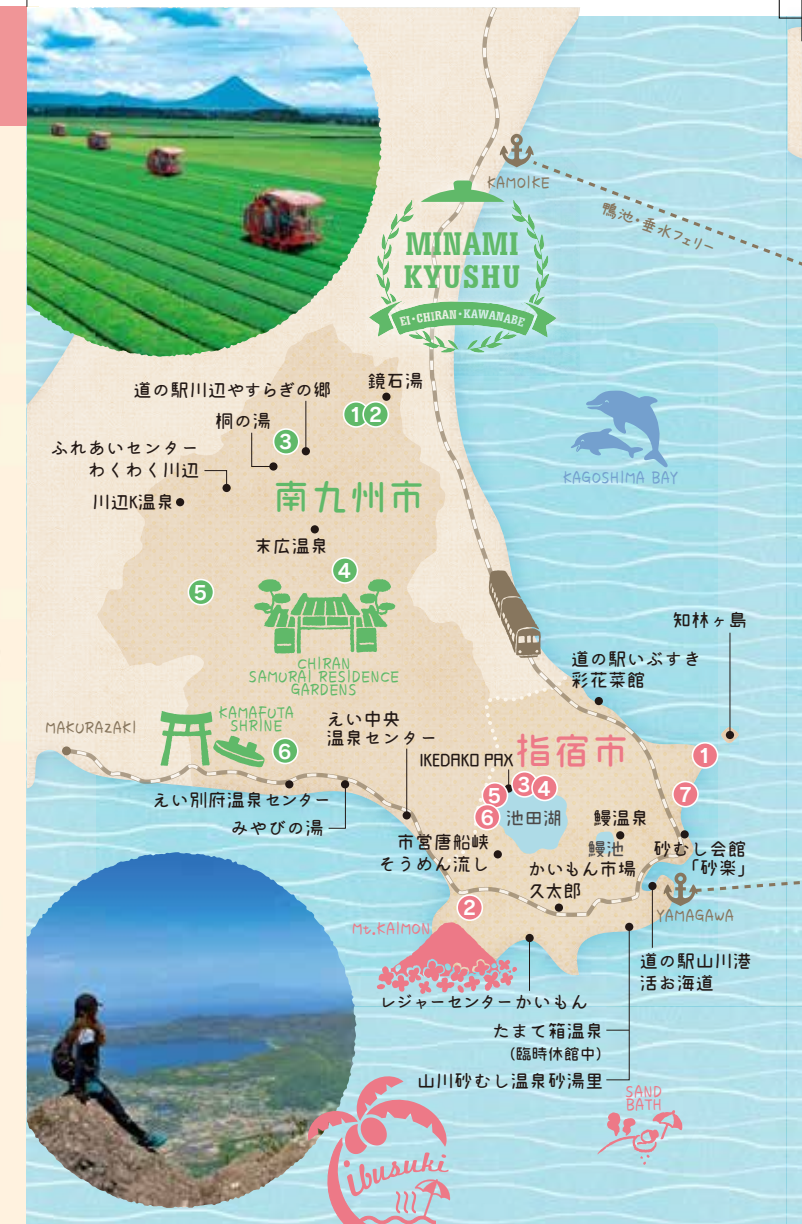 KAMOIKE
鴨池・垂水フェリー
MINAMI
KYUSHU
EI・CHIRAN・KAWANABE
道の駅川辺やすらぎの郷
鏡石湯
1 2
桐の湯
3
ふれあいセンター
わくわく川辺
川辺K温泉
南九州市
KAGOSHIMA BAY
末広温泉
4
5
CHIRAN
SAMURAI RESIDENCE
GARDENS
知林ヶ島
道の駅いぶすき
彩花菜館
MAKURAZAKI
KAMAFUTA
SHRINE
6
えい中央
温泉センター
指宿市
IKEDAKO PAX
1
3 4
5
6
7
えい別府温泉センター
みやびの湯
池田湖
鰻温泉
鰻池
市営唐船峡
そうめん流し
砂むし会館
「砂楽」
かいもん市場
久太郎
2
YAMAGAWA
Mt.KAIMON
道の駅山川港
活お海道
レジャーセンターかいもん
たまて箱温泉
(臨時休館中)
山川砂むし温泉砂湯里
SAND
BATH
ibusuki